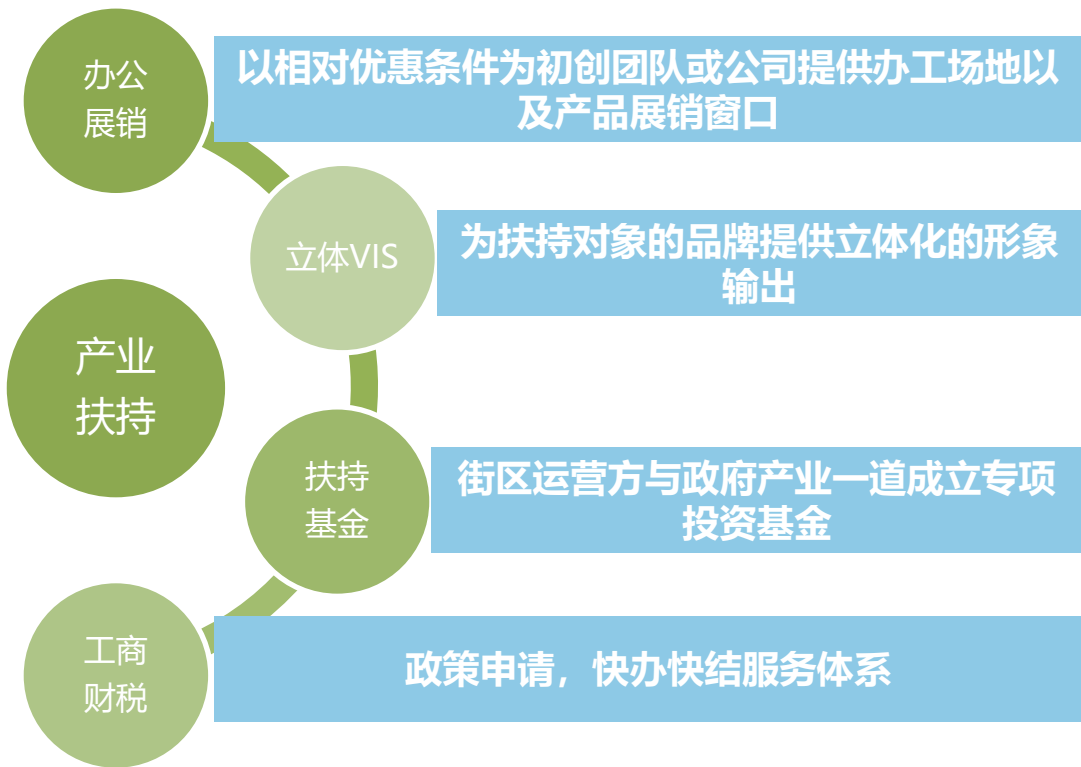 办公
展销
以相对优惠条件为初创团队或公司提供办工场地以
及产品展销窗口
立体VIS
为扶持对象的品牌提供立体化的形象
输出
产业
扶持
扶持
基金
街区运营方与政府产业一道成立专项
投资基金
工商
财税
政策申请，快办快结服务体系